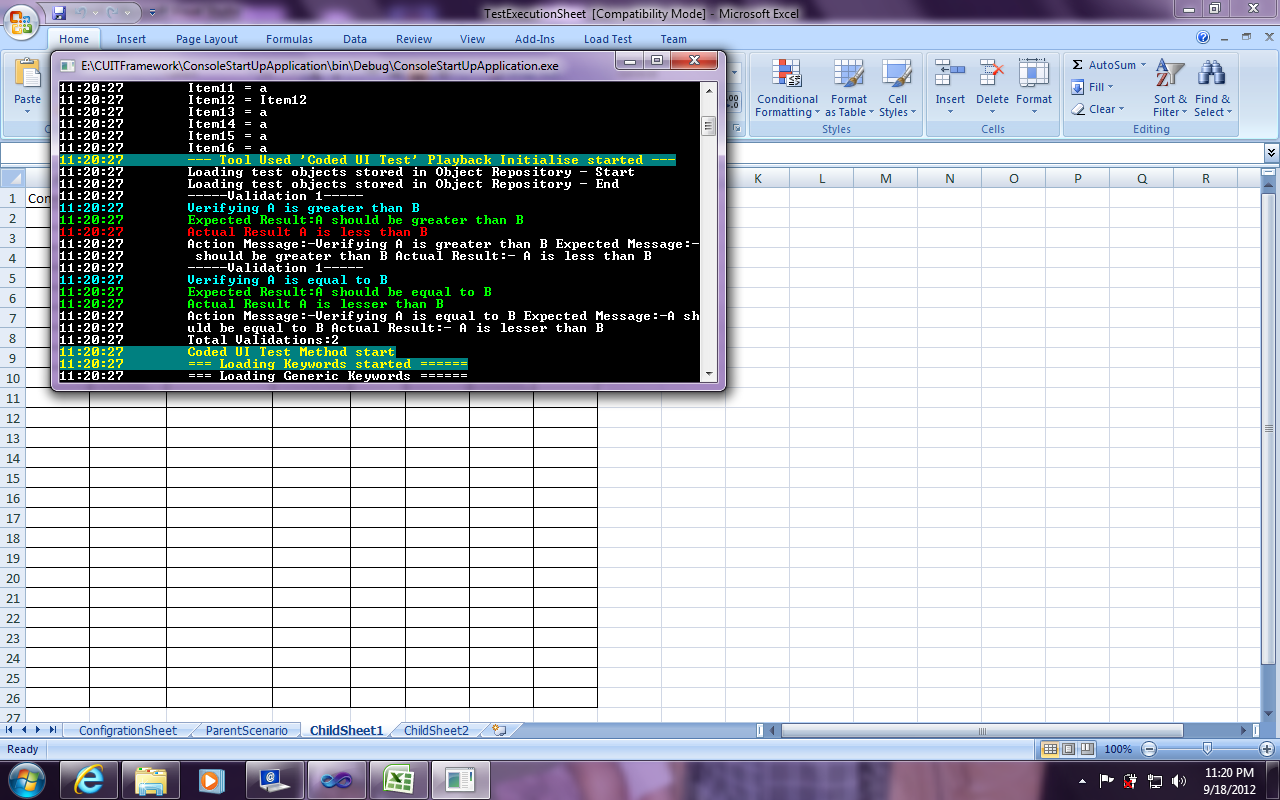 TestExecutionSheet [Compatibility Mode] - Microsoft Excel
Home Insert Page Layout Formulas Data Review View Add-Ins Load Test Team
E:\CUITFramework\ConsoleStartUpApplication\bin\Debug\ConsoleStartUpApplication.exe
Paste
Conditional Formatting
Format as Table
Cell Styles
Styles
Insert Delete Format
Cells
Σ AutoSum
Fill
Clear
Sort & Filter
Find & Select
Editing
11:20:27 Item11 = a
11:20:27 Item12 = Item12
11:20:27 Item13 = a
11:20:27 Item14 = a
11:20:27 Item15 = a
11:20:27 Item16 = a
11:20:27 --- Tool Used 'Coded UI Test' Playback Initialise started ---
11:20:27 Loading test objects stored in Object Repository - Start
11:20:27 Loading test objects stored in Object Repository - End
11:20:27 -----Validation 1-----
11:20:27 Verifying A is greater than B
11:20:27 Expected Result:A should be greater than B
11:20:27 Actual Result A is less than B
11:20:27 Action Message:-Verifying A is greater than B Expected Message:-
11:20:27 should be greater than B Actual Result:- A is less than B
11:20:27 -----Validation 1-----
11:20:27 Verifying A is equal to B
11:20:27 Expected Result:A should be equal to B
11:20:27 Actual Result A is lesser than B
11:20:27 Action Message:-Verifying A is equal to B Expected Message:-A sh
11:20:27 uld be equal to B Actual Result:- A is lesser than B
11:20:27 Total Validations:2
11:20:27 Coded UI Test Method start
11:20:27 === Loading Keywords started ======
11:20:27 === Loading Generic Keywords ======
K L M N O P Q R
1 Con
2
3
4
5
6
7
8
9
10
11
12
13
14
15
16
17
18
19
20
21
22
23
24
25
26
27
ConfigrationSheet ParentScenario ChildSheet1 ChildSheet2
Ready 100%
11:20 PM
9/18/2012